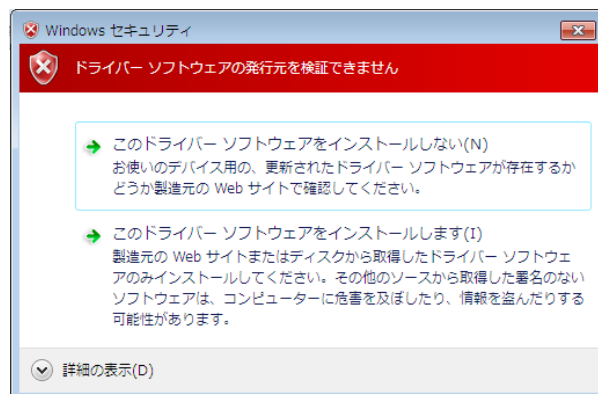 Windows セキュリティ
ドライバー ソフトウェアの発行元を検証できません
このドライバー ソフトウェアをインストールしない(N)
お使いのデバイス用の、更新されたドライバー ソフトウェアが存在するか
どうか製造元の Web サイトで確認してください。
このドライバー ソフトウェアをインストールします(I)
製造元の Web サイトまたはディスクから取得したドライバー ソフトウェ
アのみインストールしてください。その他のソースから取得した署名のない
ソフトウェアは、コンピューターに危害を及ぼしたり、情報を盗んだりする
可能性があります。
詳細の表示(D)